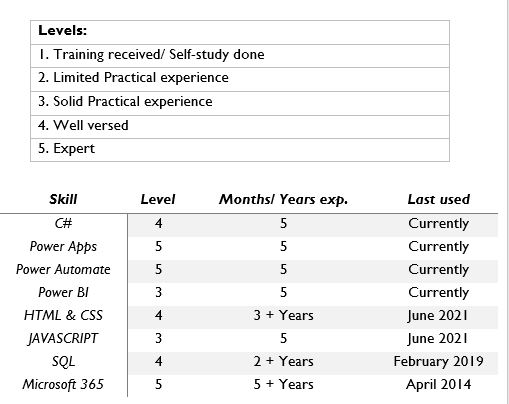 Levels:
1. Training received/ Self-study done
2. Limited Practical experience
3. Solid Practical experience
4. Well versed
5. Expert
Skill Level Months/ Years exp. Last used
C# 4 5 Currently
Power Apps 5 5 Currently
Power Automate 5 5 Currently
Power BI 3 5 Currently
HTML & CSS 4 3 + Years June 2021
JAVASCRIPT 3 5 June 2021
SQL 4 2 + Years February 2019
Microsoft 365 5 5 + Years April 2014